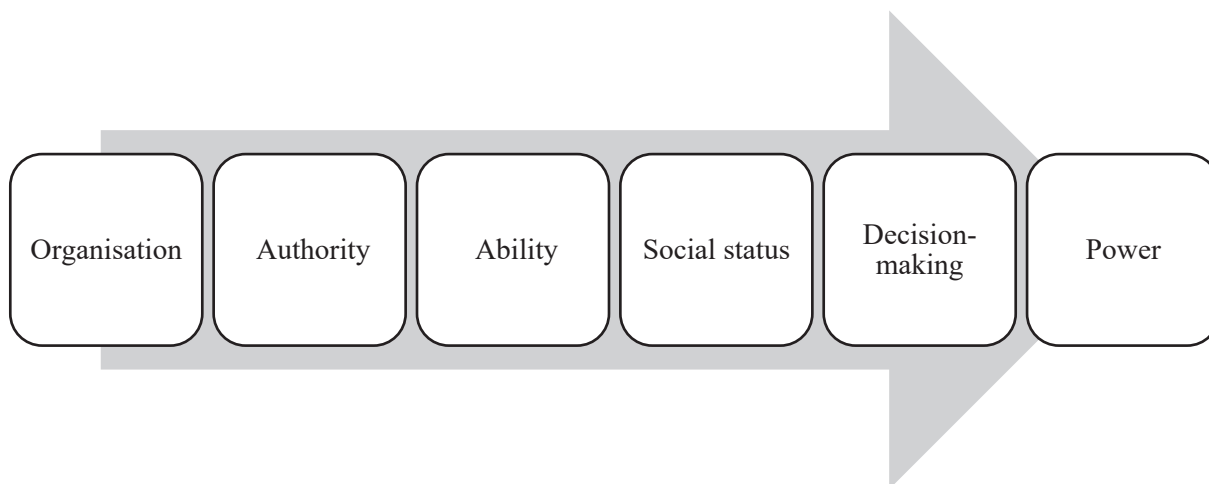 Organisation
Authority
Ability
Social status
Decision-
making
Power